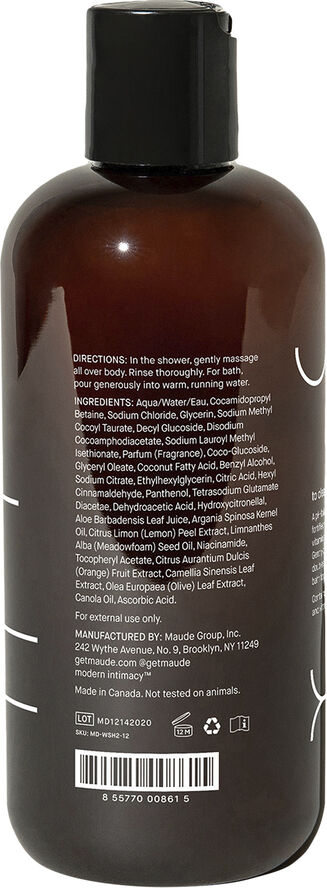 DIRECTIONS: In the shower, gently massage
all over body. Rinse thoroughly. For bath,
pour generously into warm, running water.
INGREDIENTS: Aqua/Water/Eau, Cocamidopropyl
Betaine, Sodium Chloride, Glycerin, Sodium Methyl
Cocoyl Taurate, Decyl Glucoside, Disodium
Cocoamphodiacetate, Sodium Lauroyl Methyl
Isethionate, Parfum (Fragrance), Coco-Glucoside,
Glyceryl Oleate, Coconut Fatty Acid, Benzyl Alcohol,
Sodium Citrate, Ethylhexylglycerin, Citric Acid, Hexyl
Cinnamaldehyde, Panthenol, Tetrasodium Glutamate
Diacetate, Dehydroacetic Acid, Hydroxycitronellal,
Aloe Barbadensis Leaf Juice, Argania Spinosa Kernel
Oil, Citrus Limon (Lemon) Peel Extract, Limnanthes
Alba (Meadowfoam) Seed Oil, Niacinamide,
Tocopheryl Acetate, Citrus Aurantium Dulcis
(Orange) Fruit Extract, Camellia Sinensis Leaf
Extract, Olea Europaea (Olive) Leaf Extract,
Canola Oil, Ascorbic Acid.
For external use only.
MANUFACTURED BY: Maude Group, Inc.
242 Wythe Avenue, No. 9, Brooklyn, NY 11249
getmaude.com @getmaude
modern intimacy™
Made in Canada. Not tested on animals.
LOT MD12142020
SKU: MD-WSH2-12
12 M
8 55770 00861 5